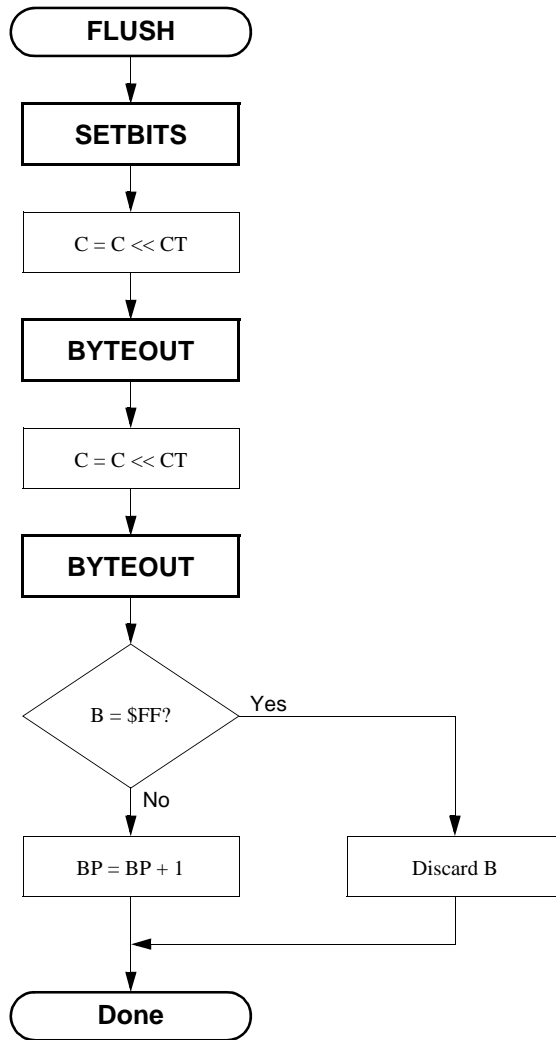 FLUSH
SETBITS
C = C << CT
BYTEOUT
C = C << CT
BYTEOUT
B = $FF?
Yes
No
BP = BP + 1
Discard B
Done